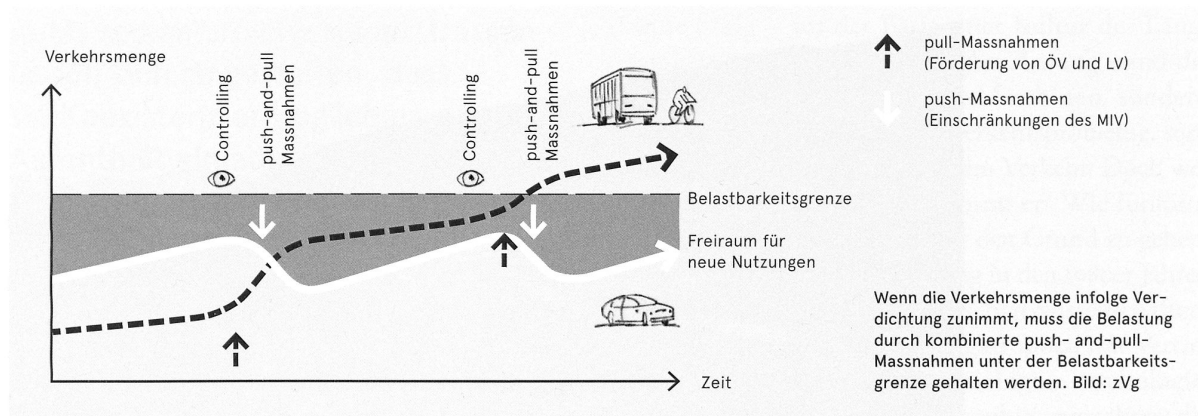 Verkehrsmenge
Controlling
push-and-pull
Massnahmen
Controlling
push-and-pull
Massnahmen
pull-Massnahmen
(Förderung von ÖV und LV)
push-Massnahmen
(Einschränkungen des MIV)
Belastbarkeitsgrenze
Freiraum für
neue Nutzungen
Zeit
Wenn die Verkehrsmenge infolge Ver-
dichtung zunimmt, muss die Belastung
durch kombinierte push- and-pull-
Massnahmen unter der Belastbarkeits-
grenze gehalten werden. Bild: zVg